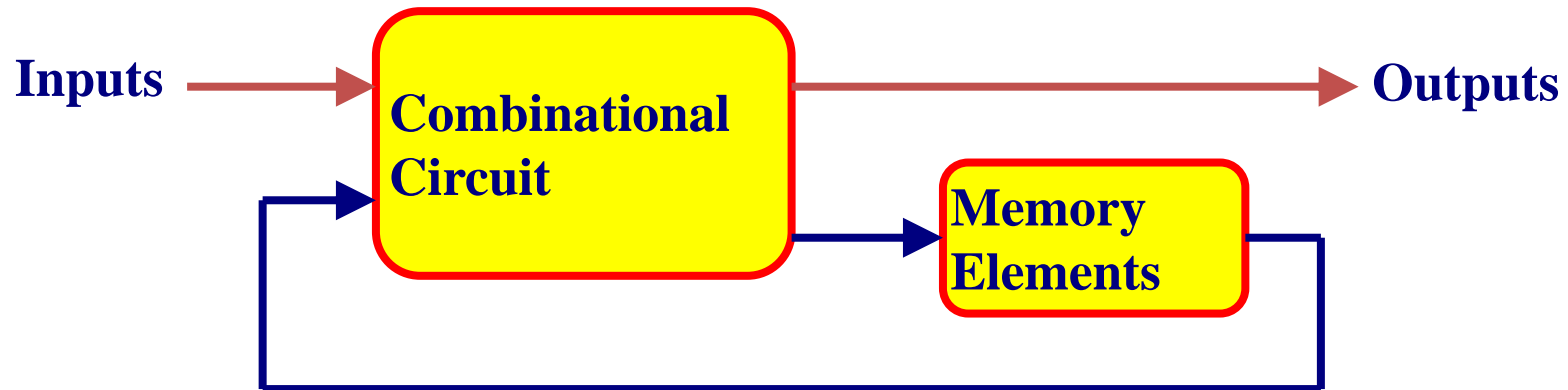 Inputs
Combinational
Circuit
Outputs
Memory
Elements